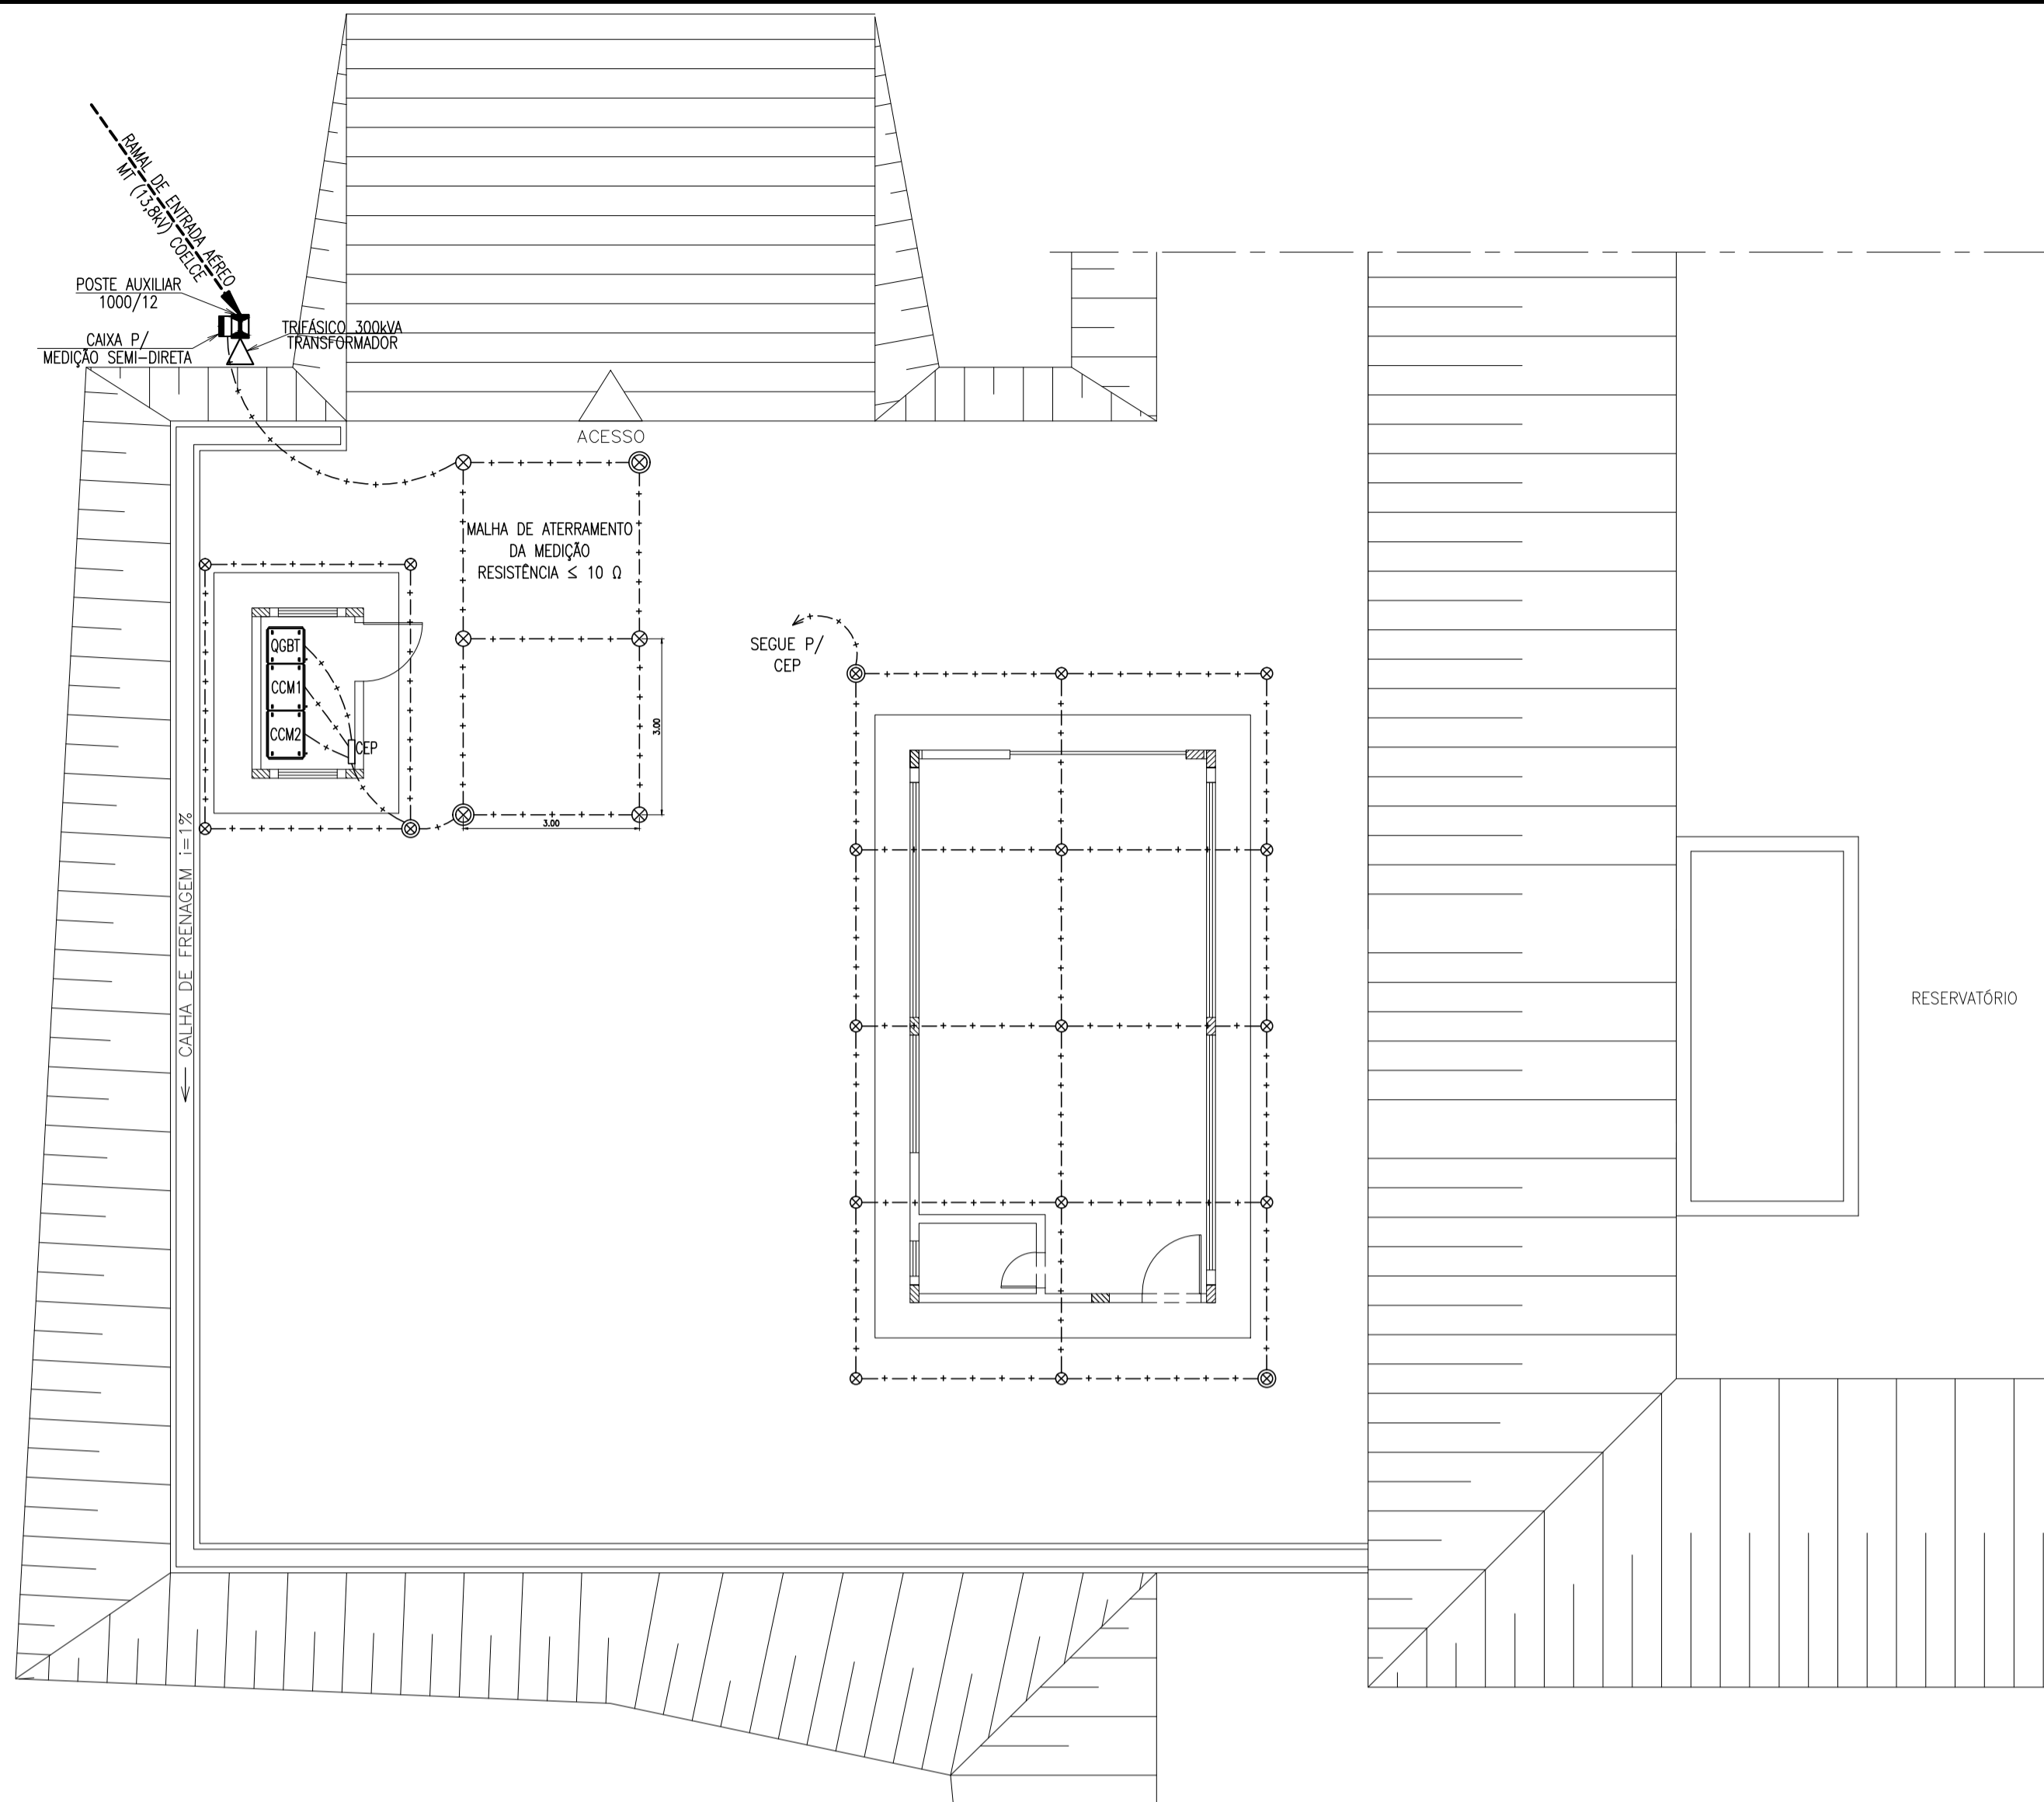 RAMAL DE ENTRADA AÉREO
MT (13,8kV) COELCE
POSTE AUXILIAR
1000/12
CAIXA P/
MEDIÇÃO SEMI-DIRETA
TRIFÁSICO 300kVA
TRANSFORMADOR
ACESSO
MALHA DE ATERRAMENTO
DA MEDIÇÃO
RESISTÊNCIA ≤ 10 Ω
QGBT
CCM1
CCM2
CEP
3.00
3.00
SEGUE P/
CEP
CALHA DE FRENAGEM i=1%
RESERVATÓRIO